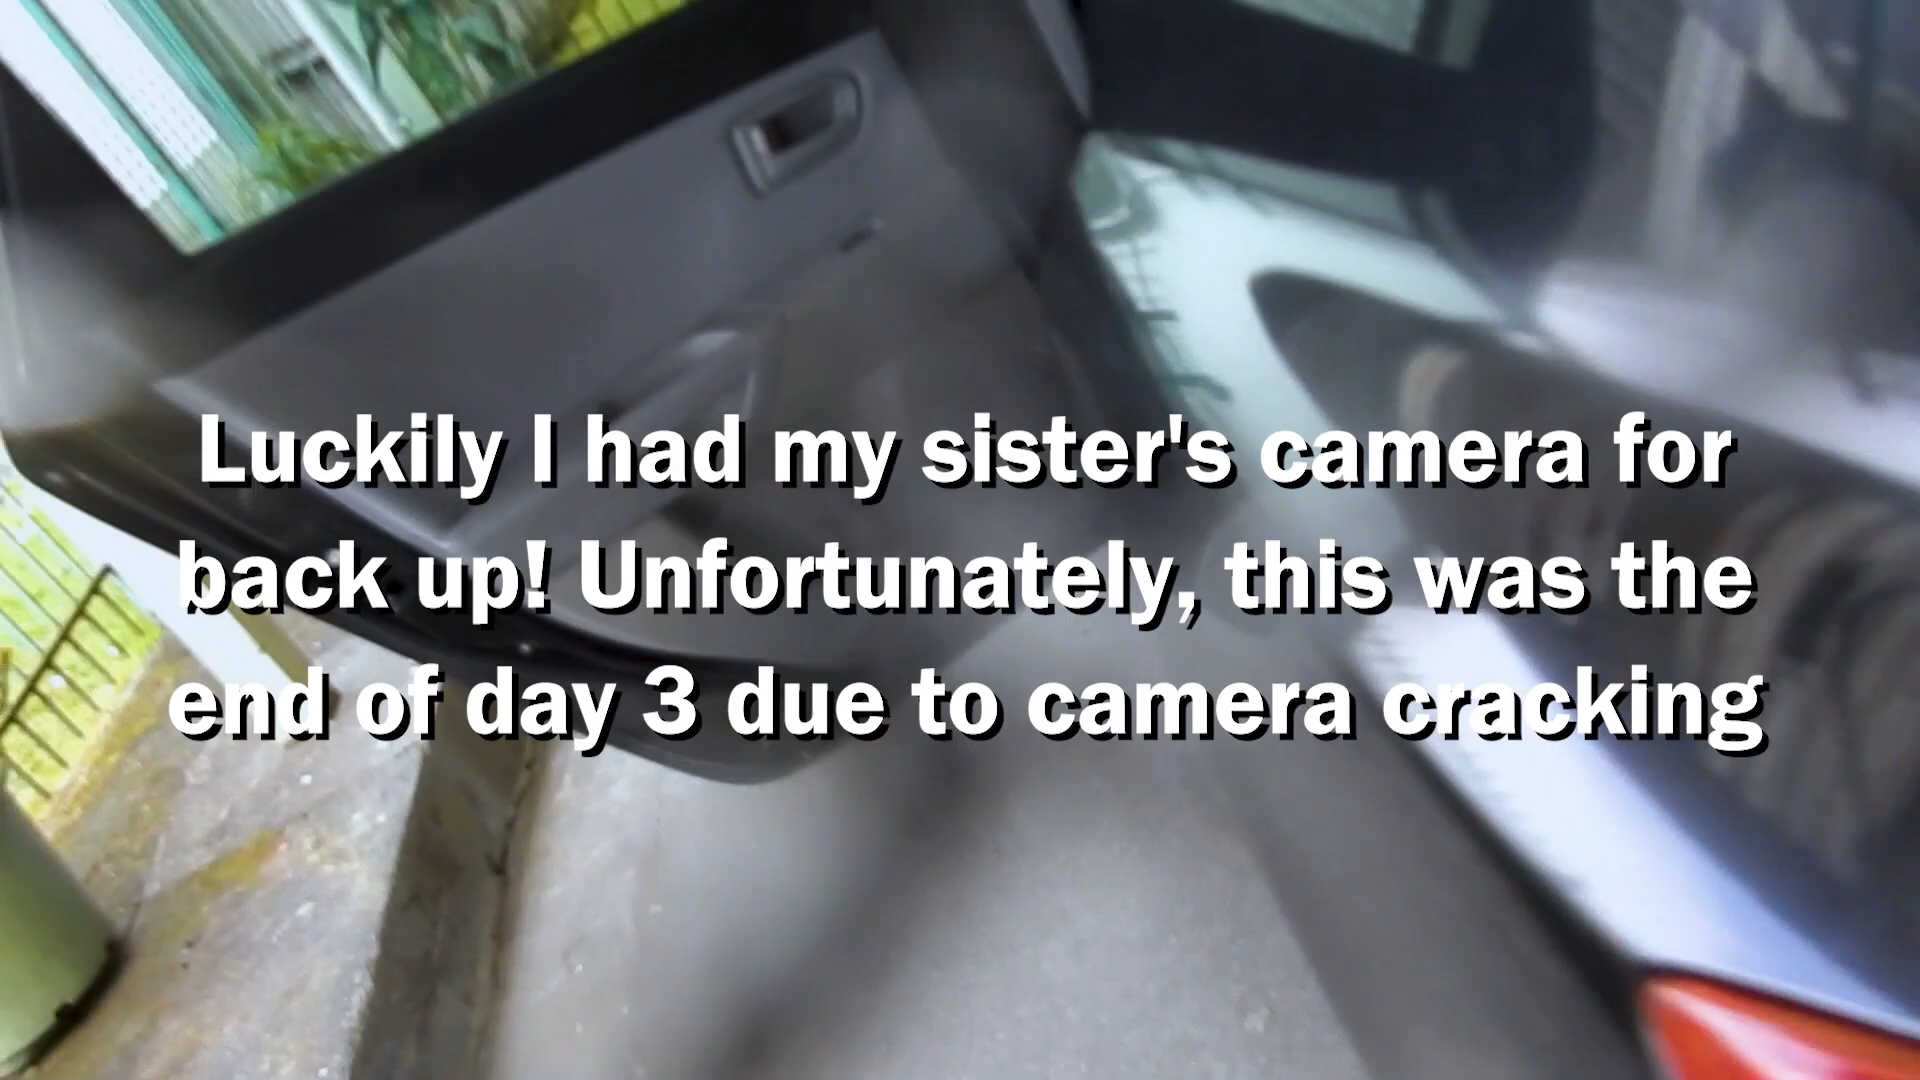 Luckily I had my sister's camera for
back up! Unfortunately, this was the
end of day 3 due to camera cracking